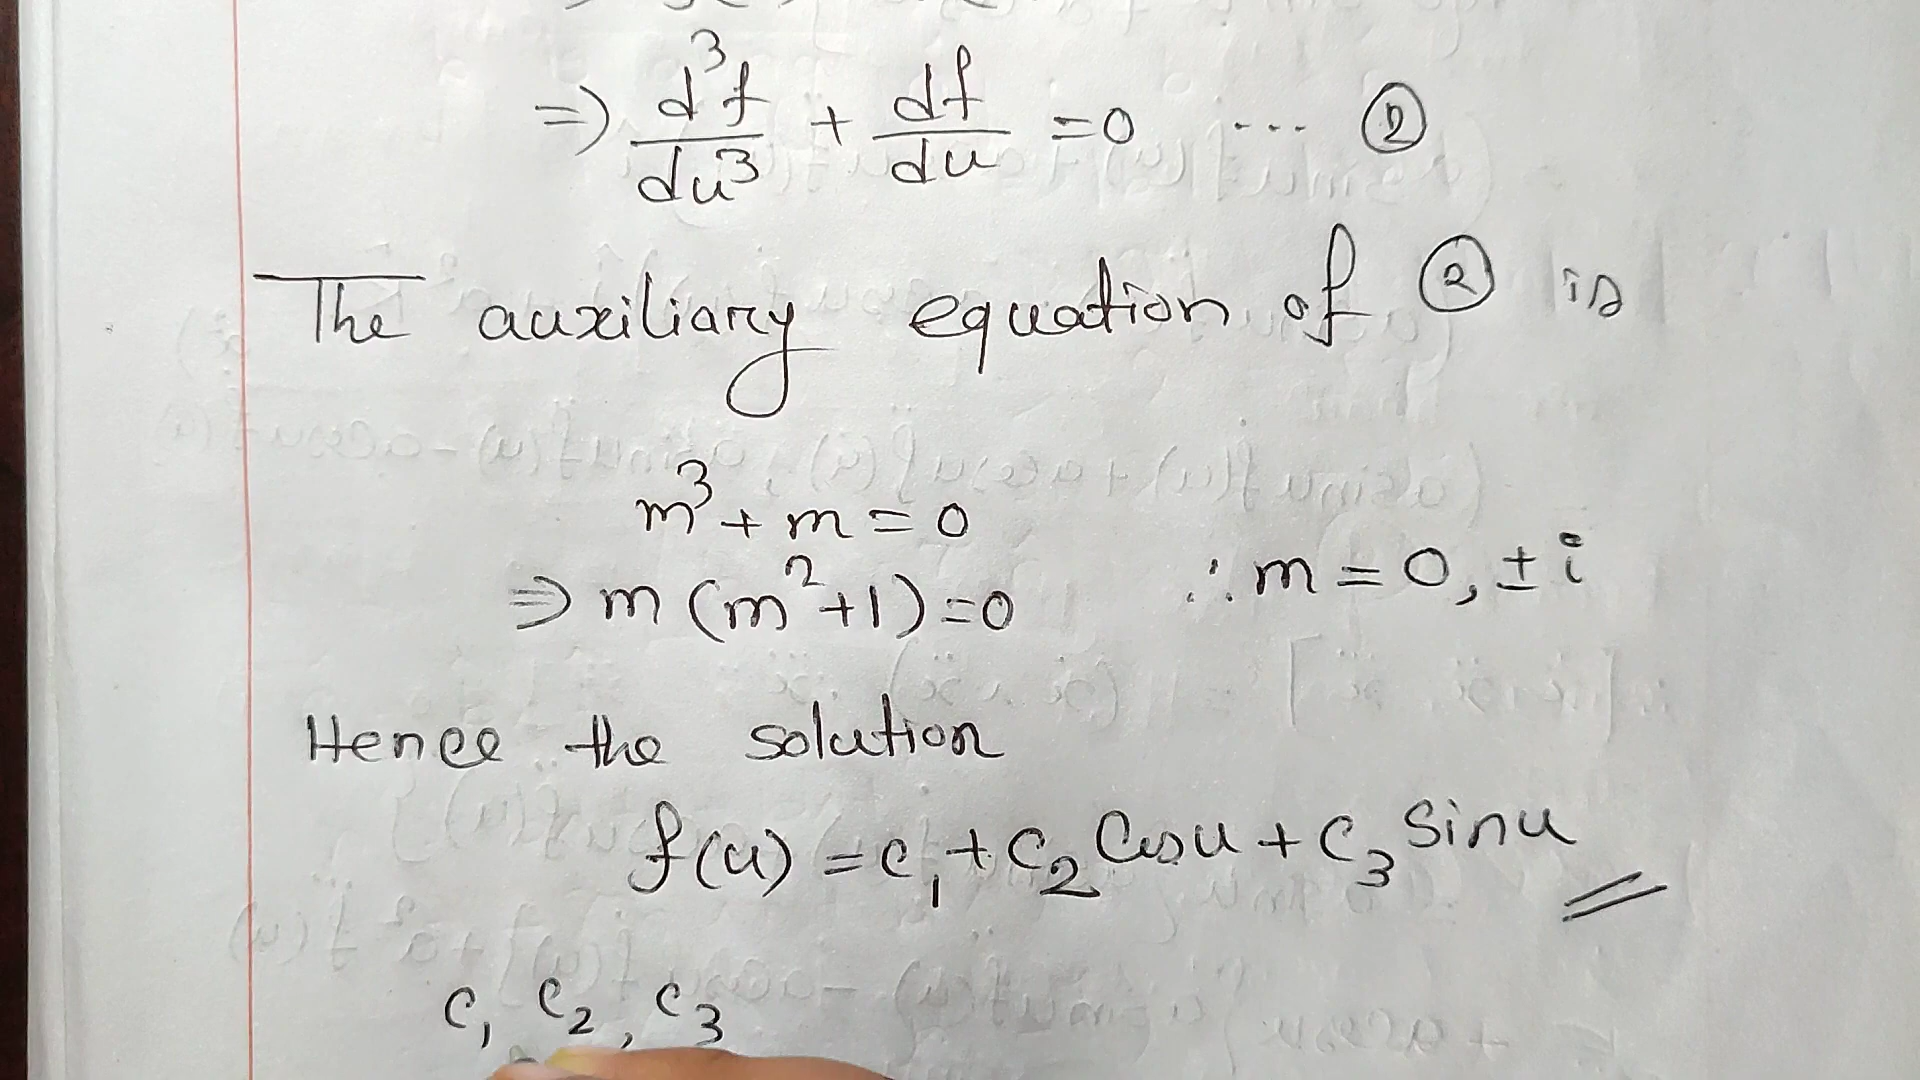 ⇒ d³f/du³ + df/du = 0 --- ②
The auxiliary equation of ② is
m³ + m = 0
⇒ m (m² + 1) = 0 ∴ m = 0, ± i
Hence the solution
f(u) = c₁ + c₂ Cos u + c₃ Sin u
c₁, c₂, c₃